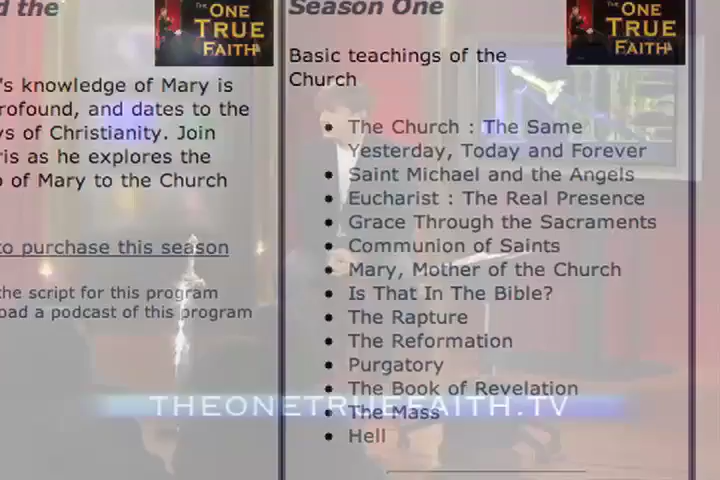 d the
THE ONE
TRUE
FAITH
's knowledge of Mary is
rofound, and dates to the
ys of Christianity. Join
ris as he explores the
p of Mary to the Church
to purchase this season
the script for this program
oad a podcast of this program
Season One
THE ONE
TRUE
FAITH
Basic teachings of the
Church
• The Church : The Same
Yesterday, Today and Forever
• Saint Michael and the Angels
• Eucharist : The Real Presence
• Grace Through the Sacraments
• Communion of Saints
• Mary, Mother of the Church
• Is That In The Bible?
• The Rapture
• The Reformation
• Purgatory
• The Book of Revelation
• The Mass
• Hell
THEONETRUEFAITH.TV